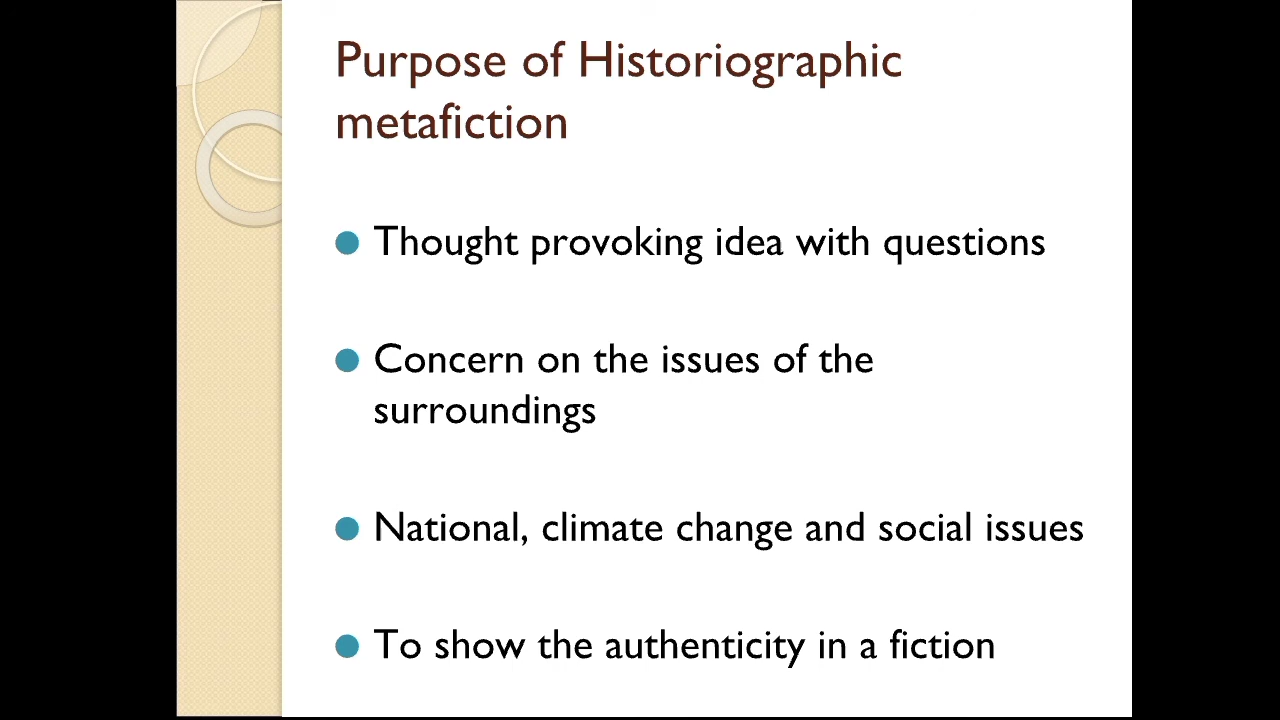 Purpose of Historiographic
metafiction
Thought provoking idea with questions
Concern on the issues of the
surroundings
National, climate change and social issues
To show the authenticity in a fiction